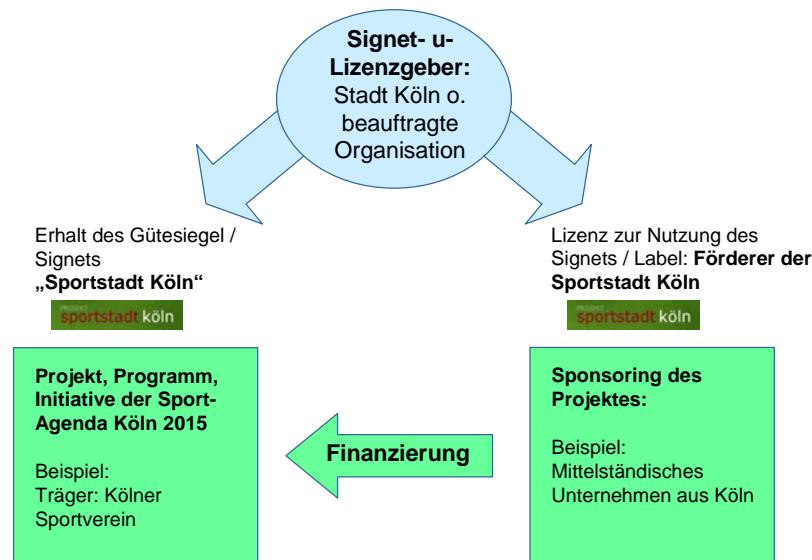 Signet- u-
Lizenzgeber:
Stadt Köln o.
beauftragte
Organisation
Erhalt des Gütesiegel /
Signets
„Sportstadt Köln“
PROJEKT
sportstadt köln
Lizenz zur Nutzung des
Signets / Label: Förderer der
Sportstadt Köln
PROJEKT
sportstadt köln
Projekt, Programm,
Initiative der Sport-
Agenda Köln 2015
Beispiel:
Träger: Kölner
Sportverein
Finanzierung
Sponsoring des
Projektes:
Beispiel:
Mittelständisches
Unternehmen aus Köln